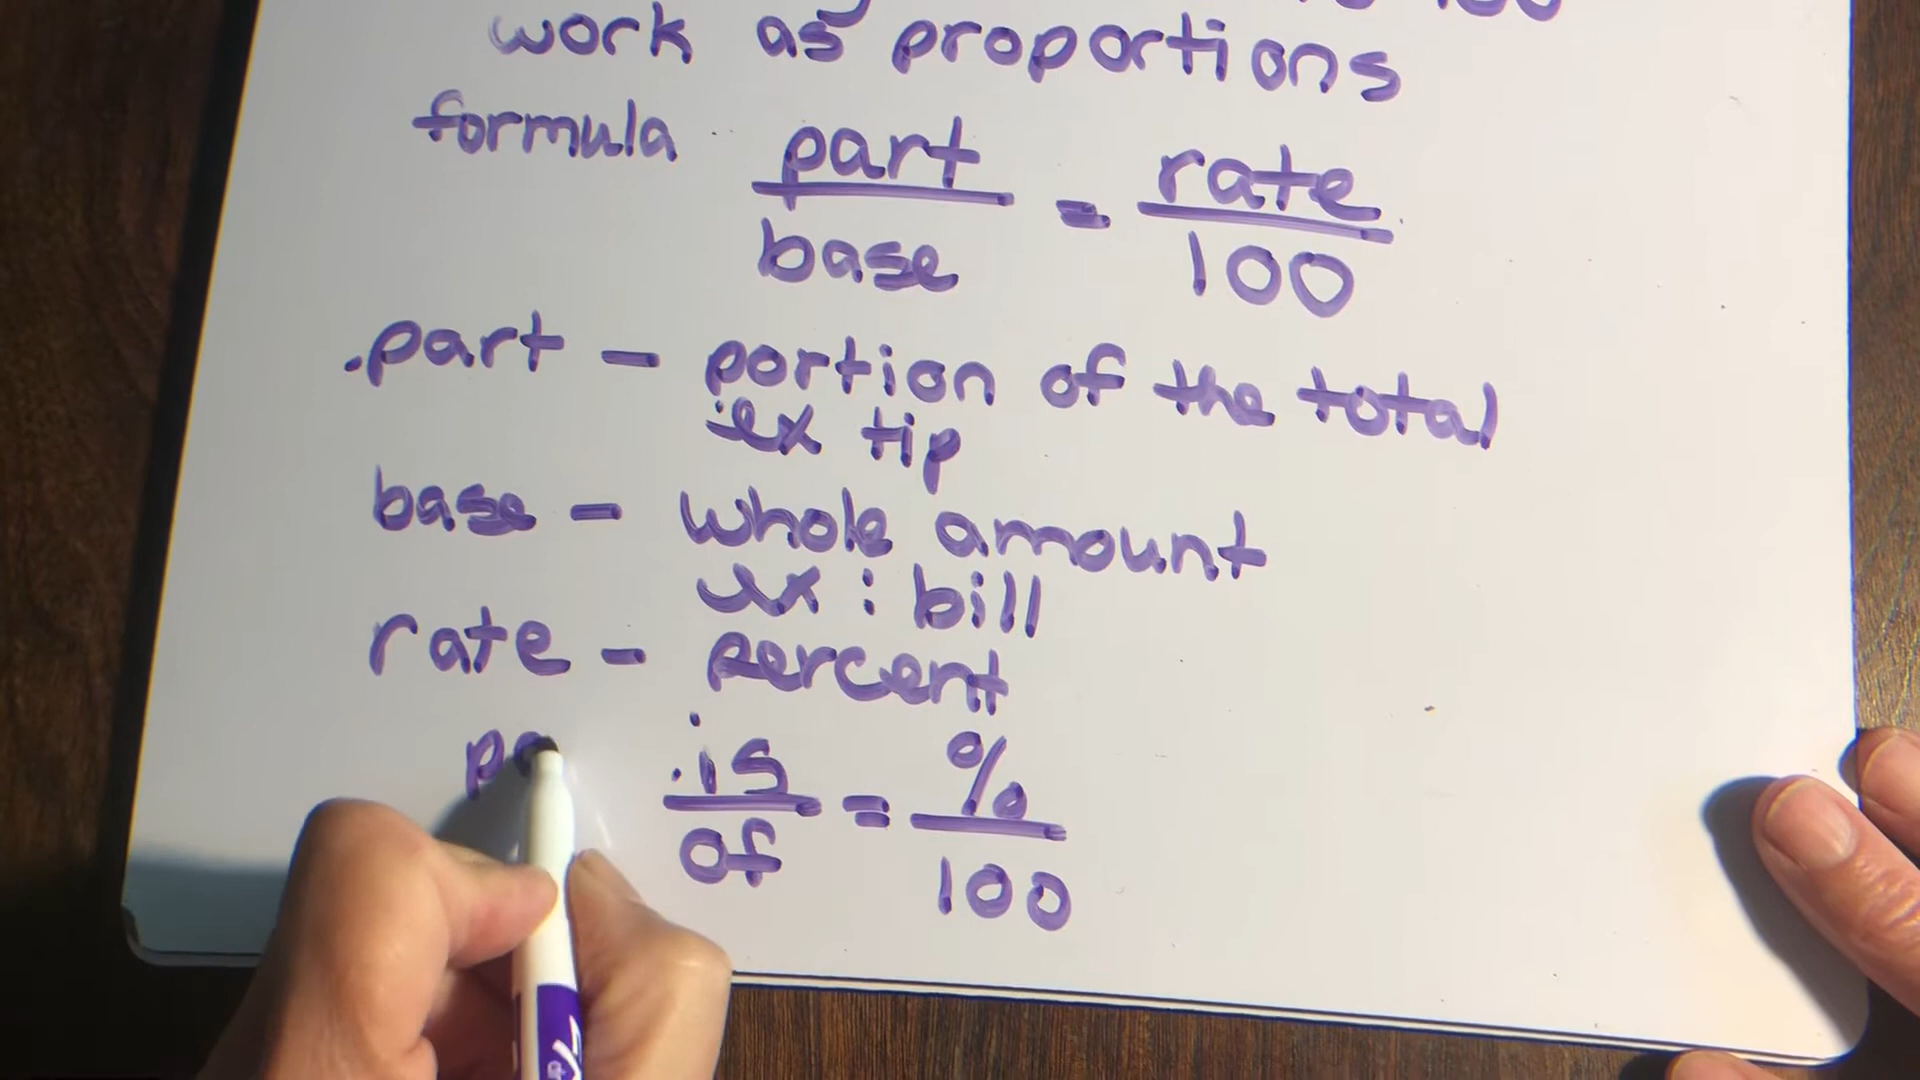 work as proportions
formula part = rate
base 100
.part - portion of the total
:ex tip
base - whole amount
ex : bill
rate - percent
pa .is = %
of 100